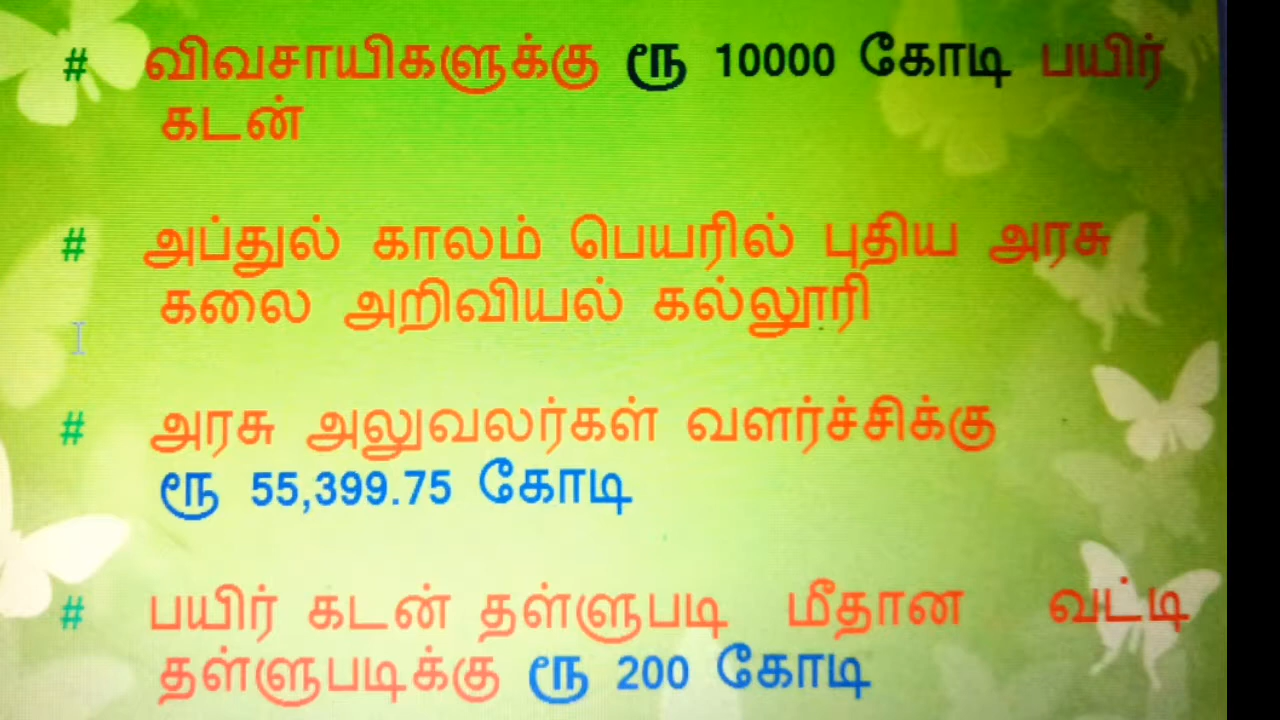 # விவசாயிகளுக்கு ரூ 10000 கோடி பயிர்
கடன்
# அப்துல் காலம் பெயரில் புதிய அரசு
கலை அறிவியல் கல்லூரி
# அரசு அலுவலர்கள் வளர்ச்சிக்கு
ரூ 55,399.75 கோடி
# பயிர் கடன் தள்ளுபடி மீதான வட்டி
தள்ளுபடிக்கு ரூ 200 கோடி